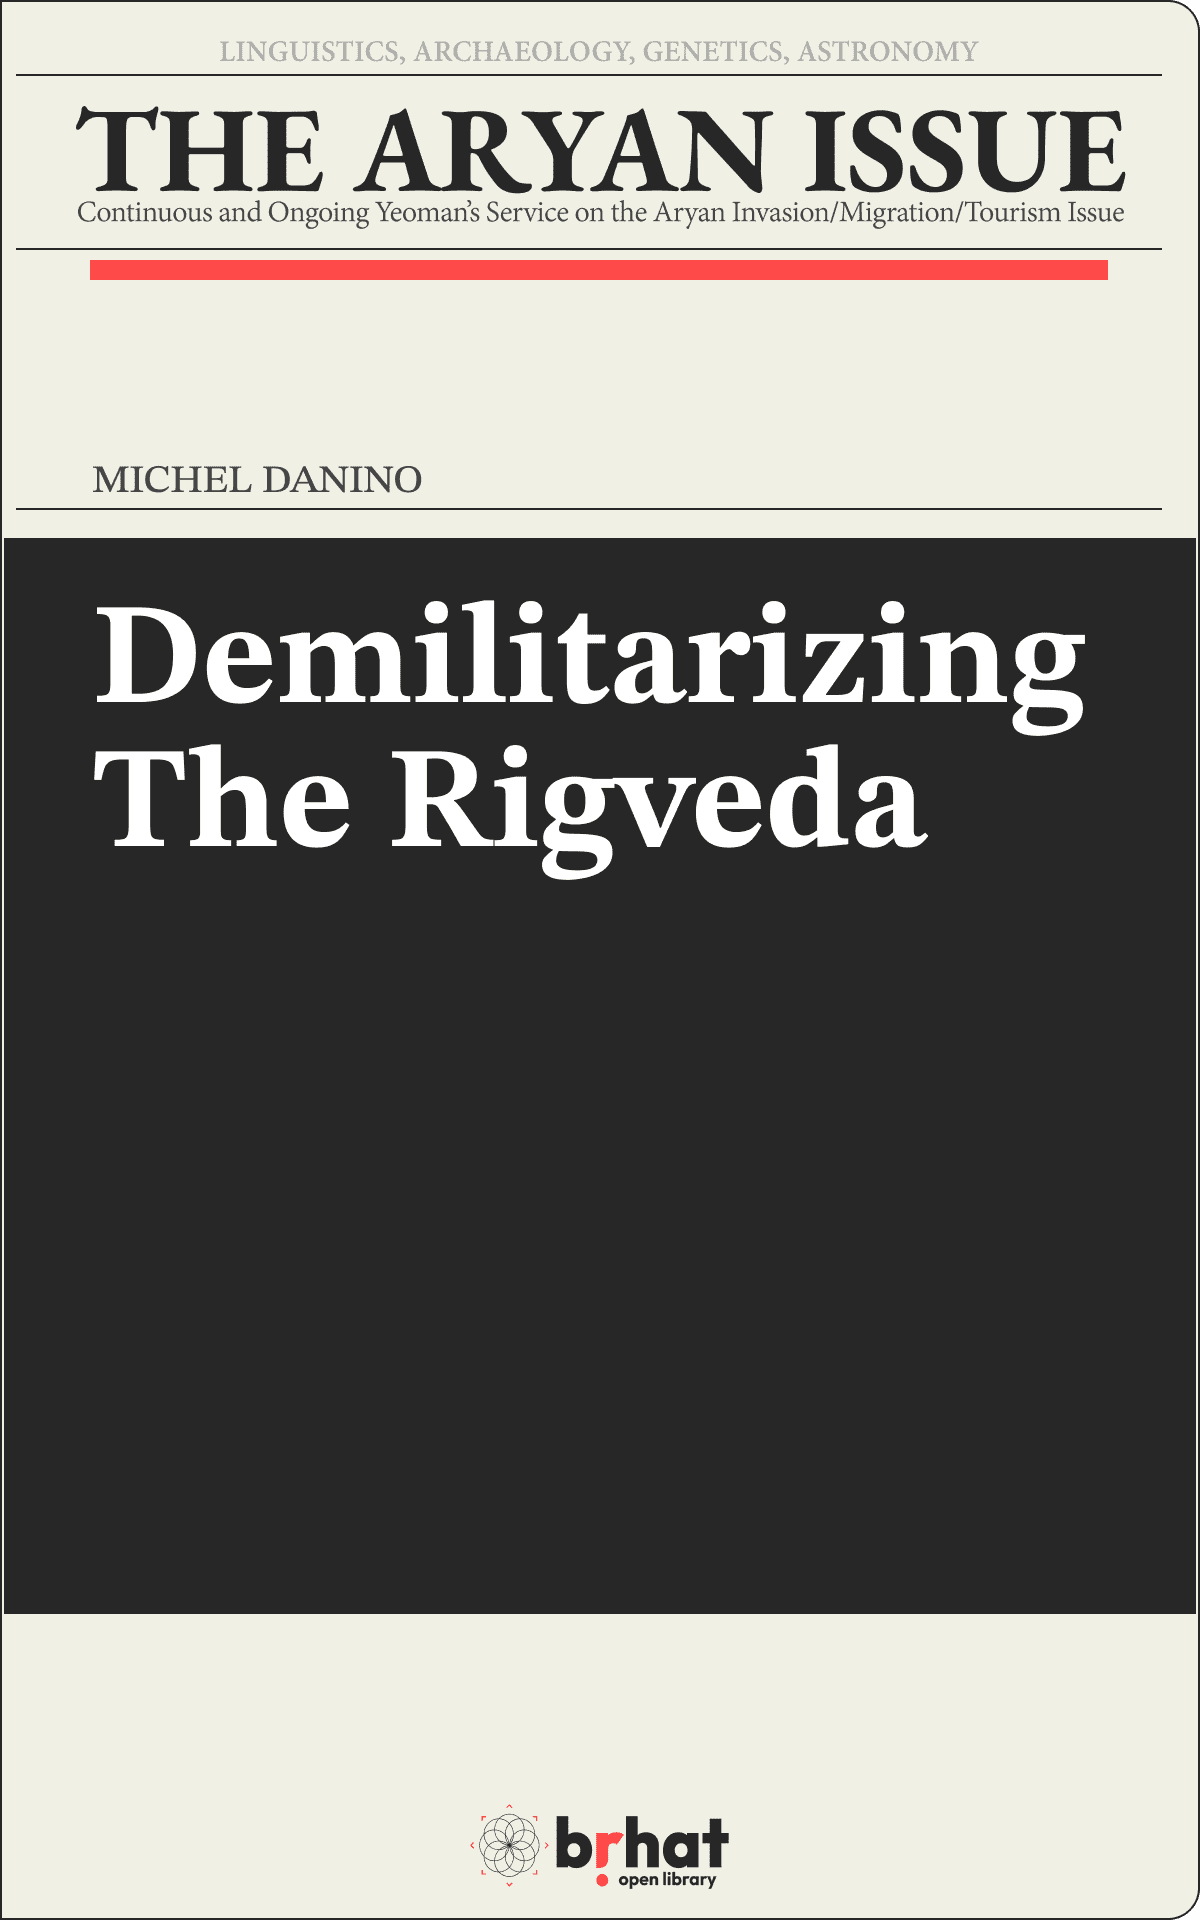 LINGUISTICS, ARCHAEOLOGY, GENETICS, ASTRONOMY
THE ARYAN ISSUE
Continuous and Ongoing Yeoman’s Service on the Aryan Invasion/Migration/Tourism Issue
MICHEL DANINO
Demilitarizing
The Rigveda
bṛhat
open library